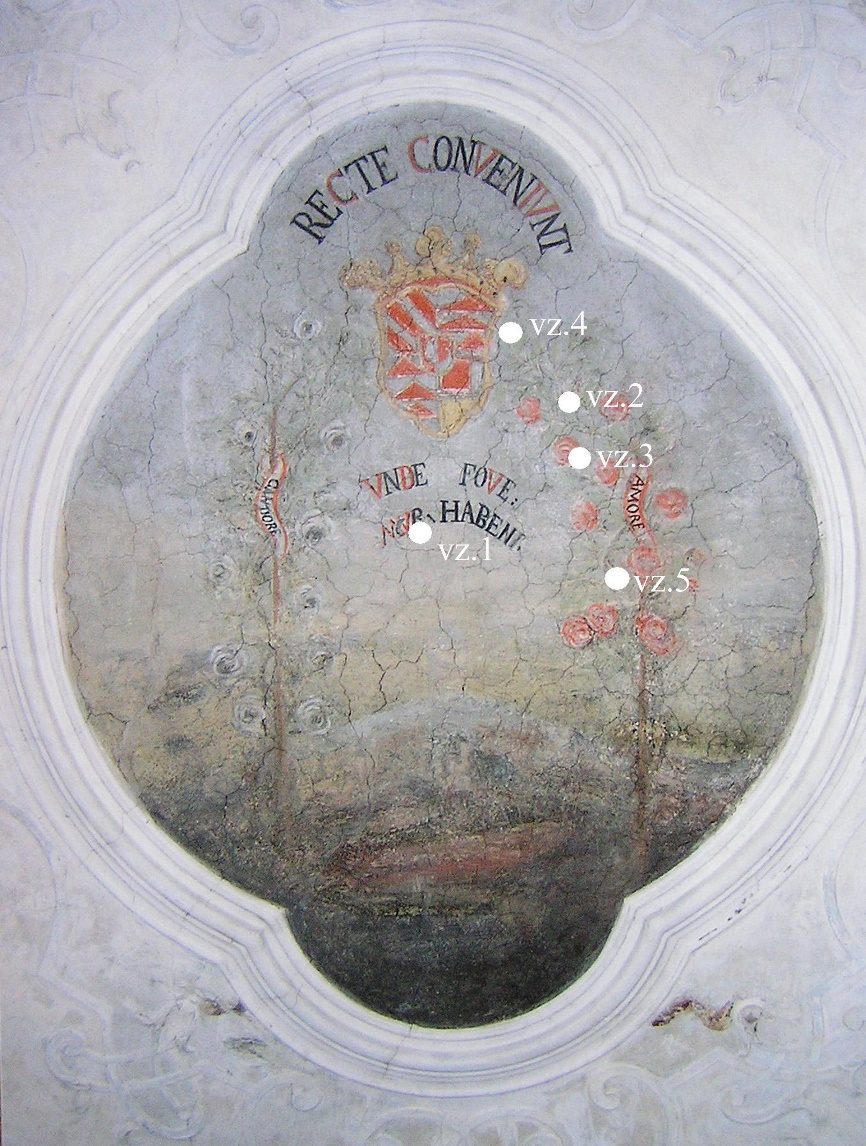 RECTE CONVENIVNT
vz.4
vz.2
VNDE FOVE:
vz.3
HABENT.
AMORE
vz.1
vz.5